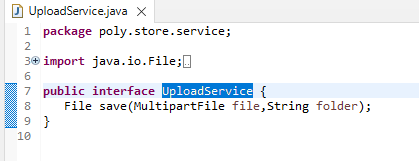 UploadService.java
1 package poly.store.service;
2
3 import java.io.File;
6
7 public interface UploadService {
8 File save(MultipartFile file,String folder);
9 }
10